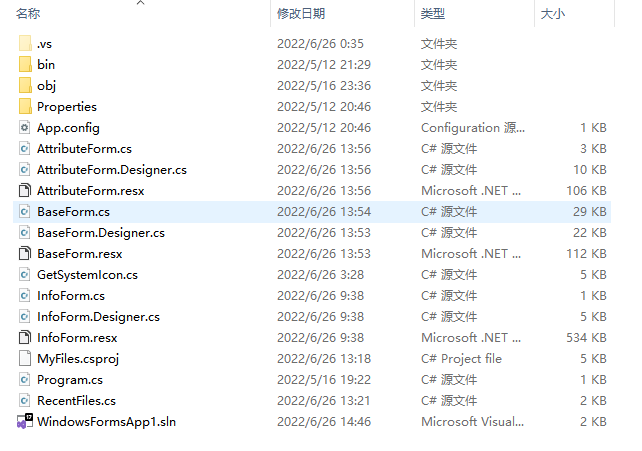 名称 修改日期 类型 大小
.vs 2022/6/26 0:35 文件夹
bin 2022/5/12 21:29 文件夹
obj 2022/5/16 23:36 文件夹
Properties 2022/5/12 20:46 文件夹
App.config 2022/5/12 20:46 Configuration 源... 1 KB
AttributeForm.cs 2022/6/26 13:56 C# 源文件 3 KB
AttributeForm.Designer.cs 2022/6/26 13:56 C# 源文件 10 KB
AttributeForm.resx 2022/6/26 13:56 Microsoft .NET ... 106 KB
BaseForm.cs 2022/6/26 13:54 C# 源文件 29 KB
BaseForm.Designer.cs 2022/6/26 13:53 C# 源文件 22 KB
BaseForm.resx 2022/6/26 13:53 Microsoft .NET ... 112 KB
GetSystemIcon.cs 2022/6/26 3:28 C# 源文件 5 KB
InfoForm.cs 2022/6/26 9:38 C# 源文件 1 KB
InfoForm.Designer.cs 2022/6/26 9:38 C# 源文件 5 KB
InfoForm.resx 2022/6/26 9:38 Microsoft .NET ... 534 KB
MyFiles.csproj 2022/6/26 13:18 C# Project file 5 KB
Program.cs 2022/5/16 19:22 C# 源文件 1 KB
RecentFiles.cs 2022/6/26 13:21 C# 源文件 2 KB
WindowsFormsApp1.sln 2022/6/26 14:46 Microsoft Visual... 2 KB